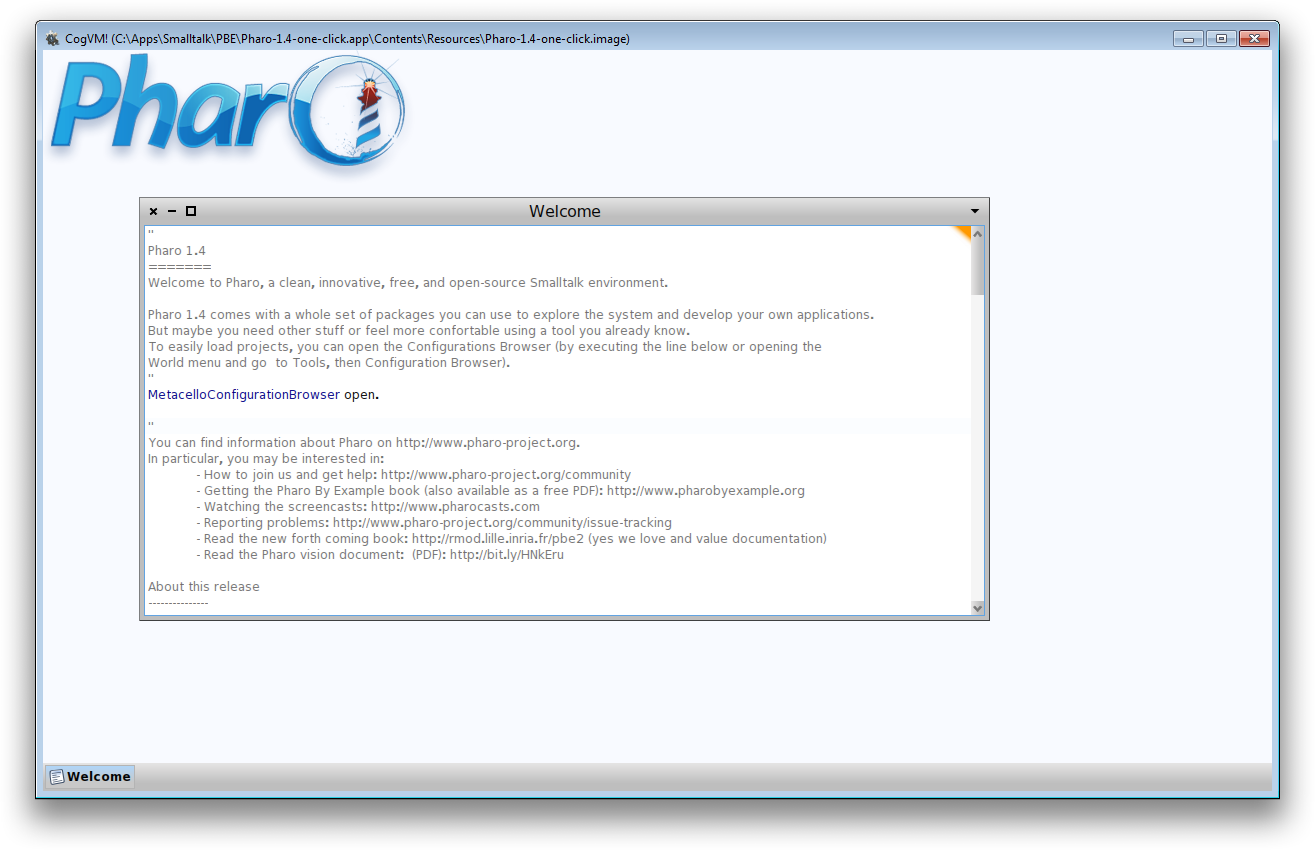 CogVM! (C:\Apps\Smalltalk\PBE\Pharo-1.4-one-click.app\Contents\Resources\Pharo-1.4-one-click.image)
Pharo
Welcome
"
Pharo 1.4
=======
Welcome to Pharo, a clean, innovative, free, and open-source Smalltalk environment.
Pharo 1.4 comes with a whole set of packages you can use to explore the system and develop your own applications.
But maybe you need other stuff or feel more confortable using a tool you already know.
To easily load projects, you can open the Configurations Browser (by executing the line below or opening the
World menu and go  to Tools, then Configuration Browser).
"
MetacelloConfigurationBrowser open.
"
You can find information about Pharo on http://www.pharo-project.org.
In particular, you may be interested in:
- How to join us and get help: http://www.pharo-project.org/community
- Getting the Pharo By Example book (also available as a free PDF): http://www.pharobyexample.org
- Watching the screencasts: http://www.pharocasts.com
- Reporting problems: http://www.pharo-project.org/community/issue-tracking
- Read the new forth coming book: http://rmod.lille.inria.fr/pbe2 (yes we love and value documentation)
- Read the Pharo vision document:  (PDF): http://bit.ly/HNkEru
About this release
---------------
Welcome